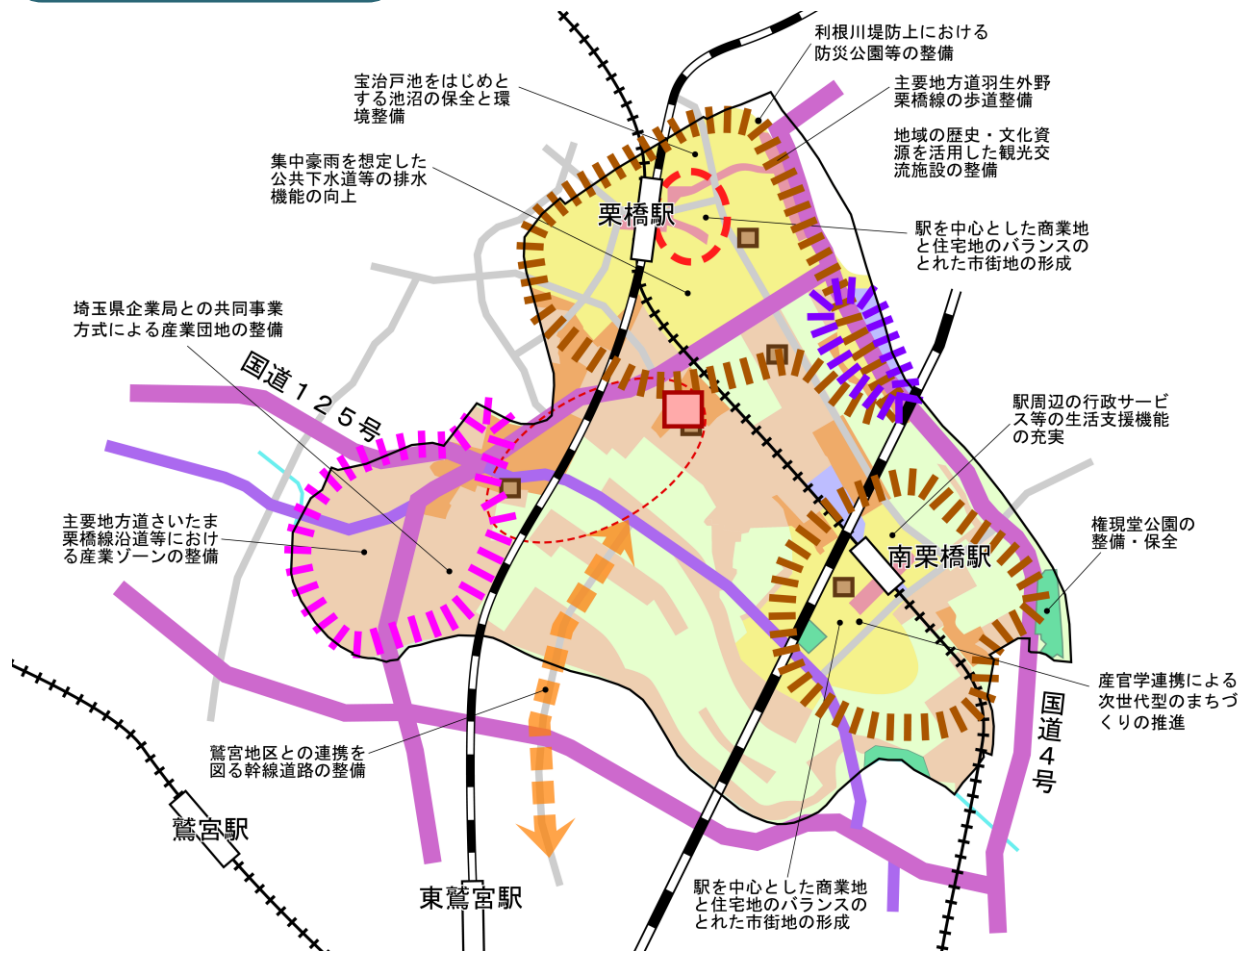 利根川堤防上における
防災公園等の整備
宝治戸池をはじめと
する池沼の保全と環
境整備
主要地方道羽生外野
栗橋線の歩道整備
地域の歴史・文化資
源を活用した観光交
流施設の整備
集中豪雨を想定した
公共下水道等の排水
機能の向上
栗橋駅
駅を中心とした商業地
と住宅地のバランスの
とれた市街地の形成
埼玉県企業局との共同事業
方式による産業団地の整備
国道125号
駅周辺の行政サービ
ス等の生活支援機能
の充実
主要地方道さいたま
栗橋線沿道等におけ
る産業ゾーンの整備
権現堂公園の
整備・保全
南栗橋駅
産官学連携による
次世代型のまちづ
くりの推進
国道4号
鷲宮地区との連携を
図る幹線道路の整備
鷲宮駅
東鷲宮駅
駅を中心とした商業地
と住宅地のバランスの
とれた市街地の形成